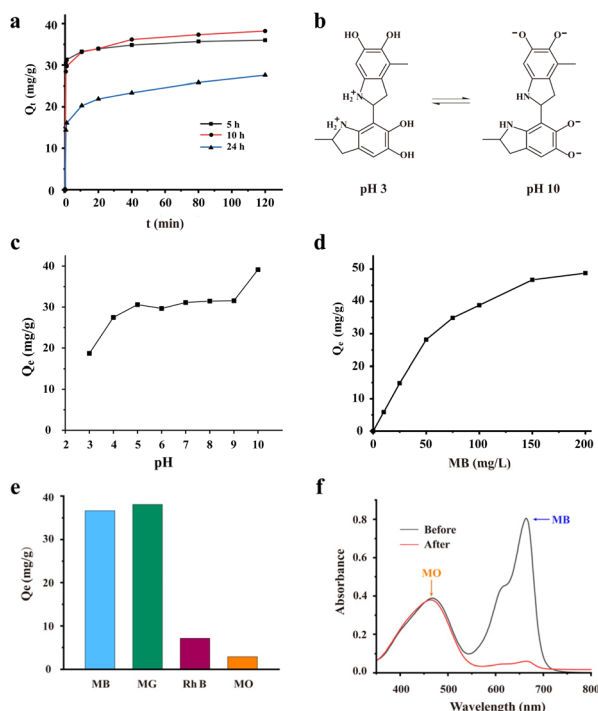 a
Qt (mg/g)
40
30
20
10
0
5 h
10 h
24 h
0
20
40
60
80
100
120
t (min)
b
HO
OH
H2+N
H2+N
OH
OH
pH 3
⁻O
O⁻
HN
HN
O⁻
O⁻
pH 10
c
Qe (mg/g)
40
30
20
10
0
2
3
4
5
6
7
8
9
10
pH
d
Qe (mg/g)
50
40
30
20
10
0
0
50
100
150
200
MB (mg/L)
e
Qe (mg/g)
40
30
20
10
0
MB
MG
Rh B
MO
f
Absorbance
0.8
0.6
0.4
0.2
0.0
Before
After
MB
MO
400
500
600
700
800
Wavelength (nm)